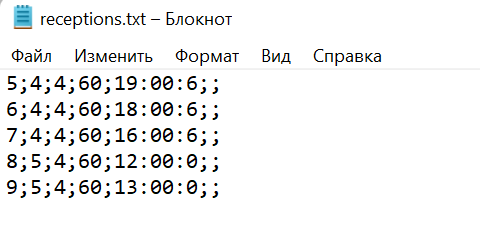 receptions.txt – Блокнот
Файл Изменить Формат Вид Справка
5;4;4;60;19:00:6;;
6;4;4;60;18:00:6;;
7;4;4;60;16:00:6;;
8;5;4;60;12:00:0;;
9;5;4;60;13:00:0;;